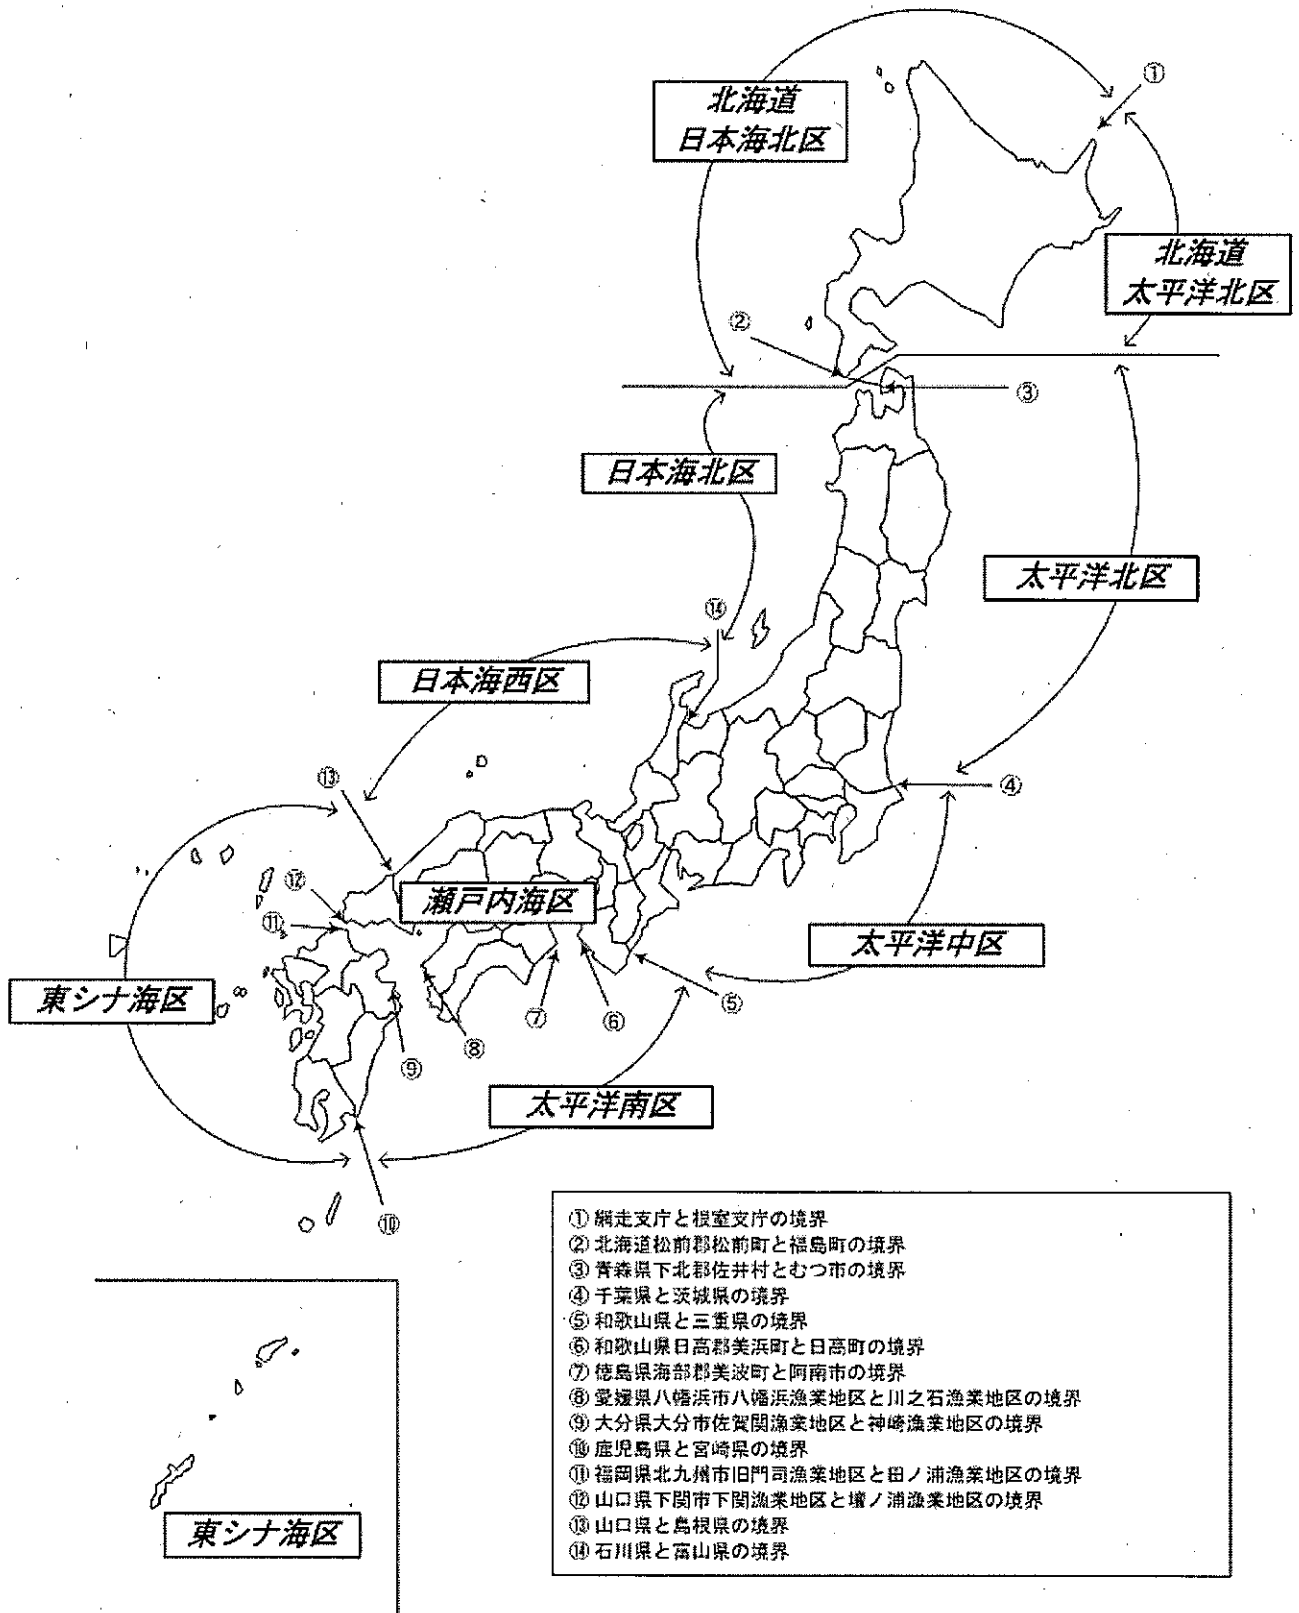 ①
北海道
日本海北区
北海道
太平洋北区
②
③
日本海北区
太平洋北区
⑭
日本海西区
⑬
④
⑫
瀬戸内海区
⑪
太平洋中区
東シナ海区
⑤
⑦
⑥
⑧
⑨
太平洋南区
⑩
① 網走支庁と根室支庁の境界
② 北海道松前郡松前町と福島町の境界
③ 青森県下北郡佐井村とむつ市の境界
④ 千葉県と茨城県の境界
⑤ 和歌山県と三重県の境界
⑥ 和歌山県日高郡美浜町と日高町の境界
⑦ 徳島県海部郡美波町と阿南市の境界
⑧ 愛媛県八幡浜市八幡浜漁業地区と川之石漁業地区の境界
⑨ 大分県大分市佐賀関漁業地区と神崎漁業地区の境界
⑩ 鹿児島県と宮崎県の境界
⑪ 福岡県北九州市旧門司漁業地区と田ノ浦漁業地区の境界
⑫ 山口県下関市下関漁業地区と壇ノ浦漁業地区の境界
⑬ 山口県と島根県の境界
⑭ 石川県と富山県の境界
東シナ海区